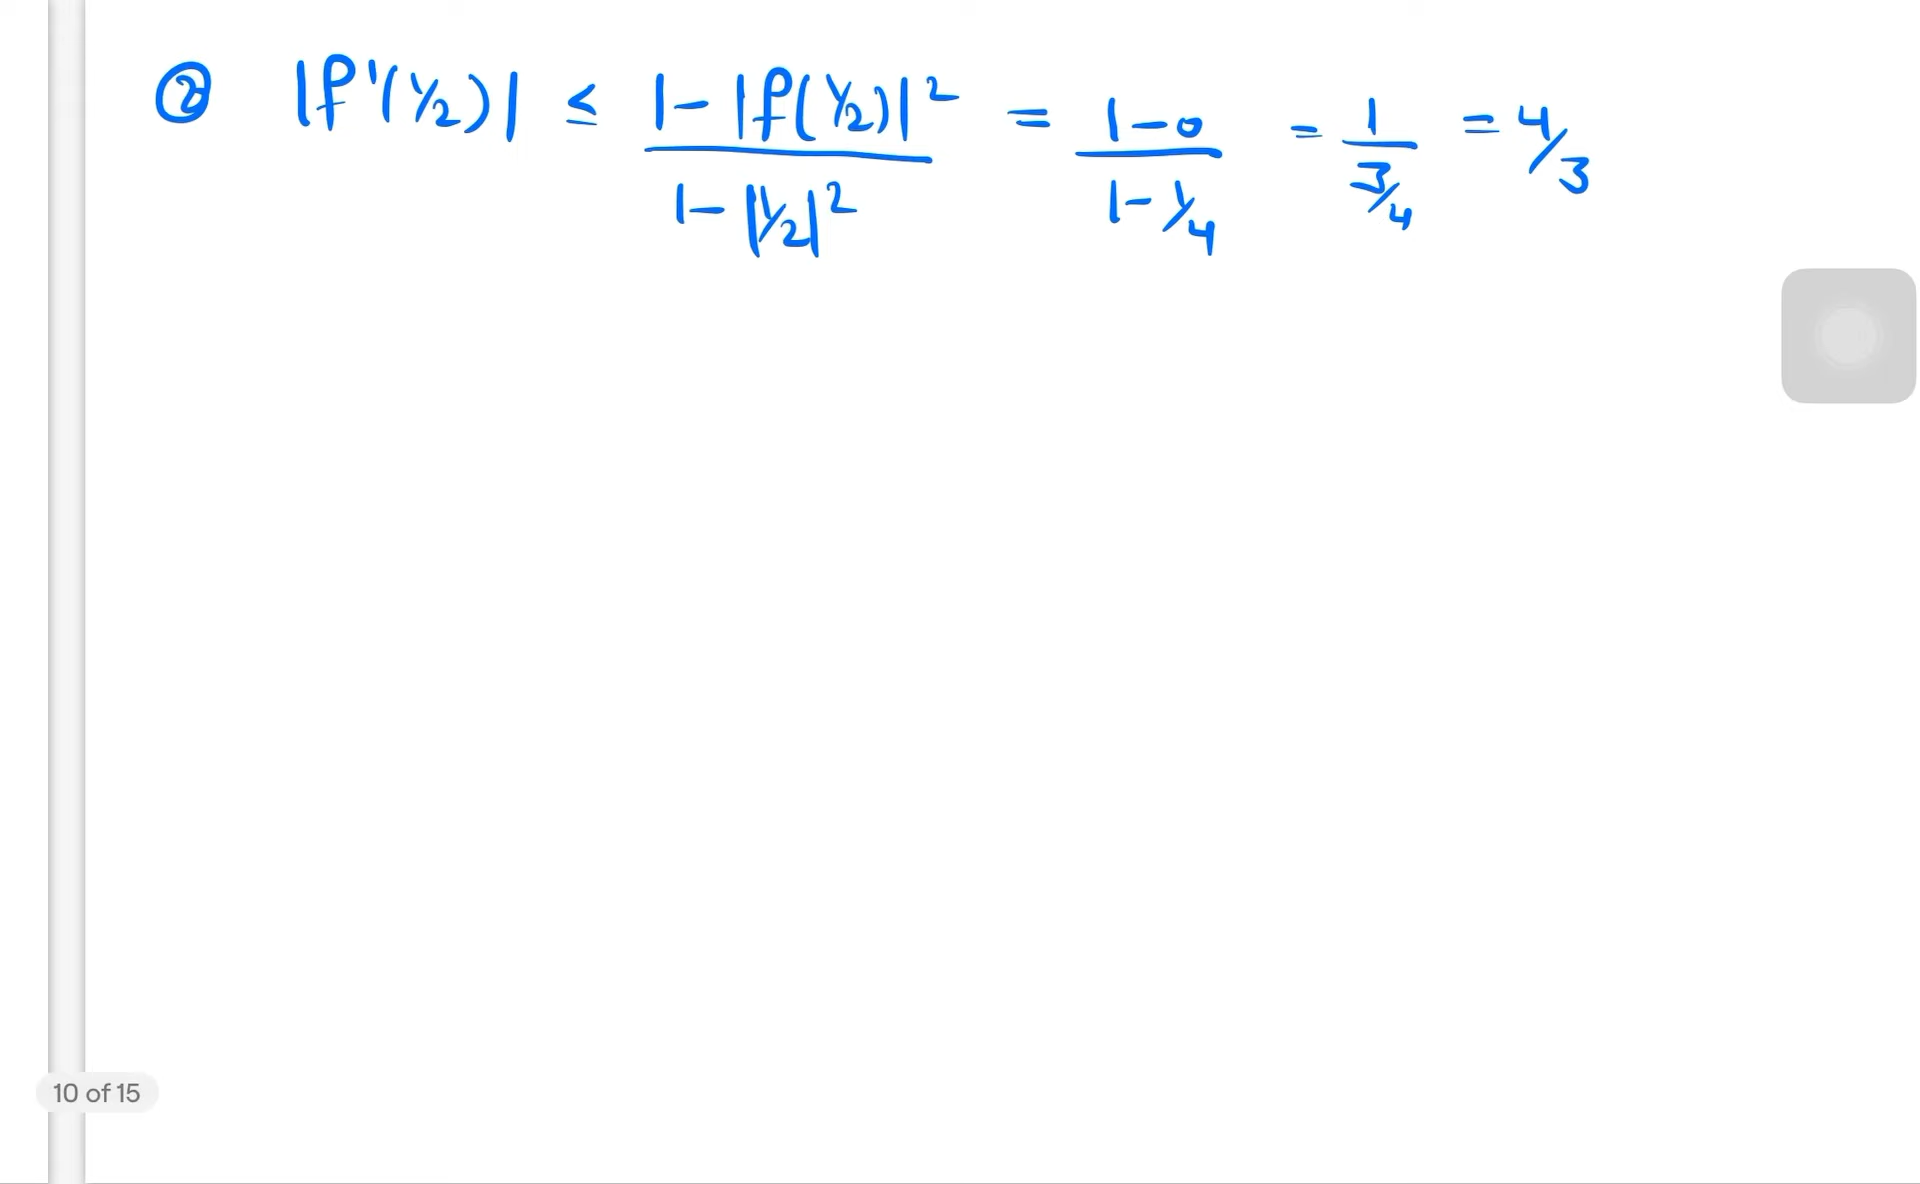 ② |f'(1/2)| ≤ (1-|f(1/2)|²)/(1-|1/2|²) = (1-0)/(1-1/4) = 1/(3/4) = 4/3
10 of 15